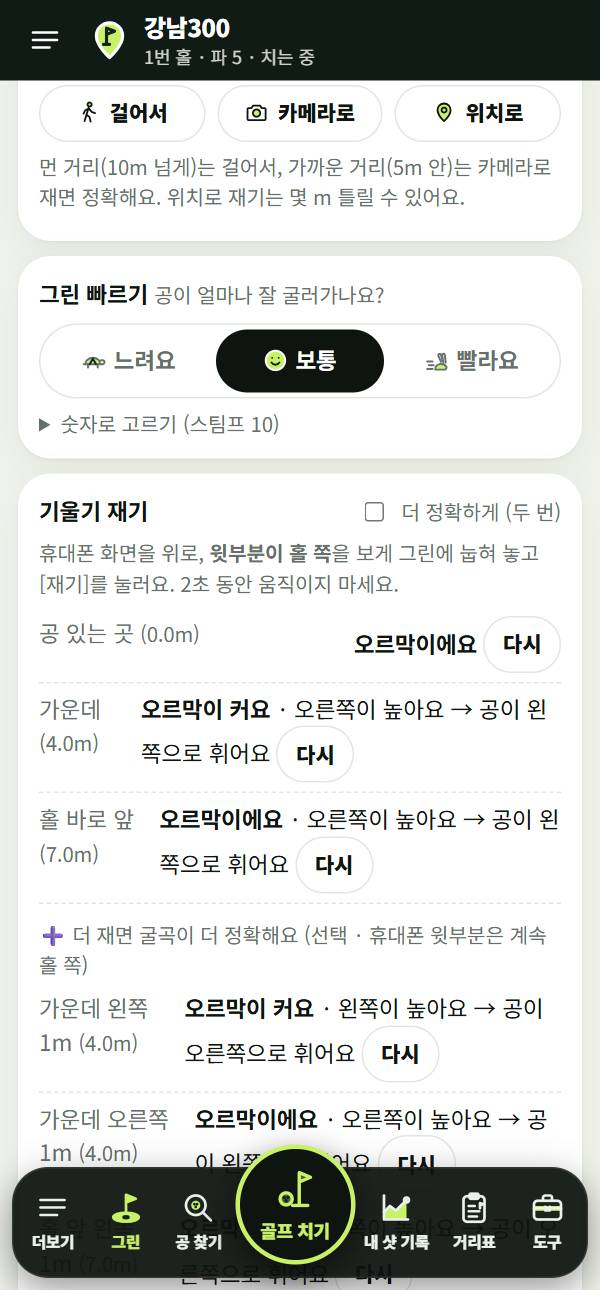 강남300
1번 홀 · 파 5 · 치는 중
걸어서 카메라로 위치로
먼 거리(10m 넘게)는 걸어서, 가까운 거리(5m 안)는 카메라로
재면 정확해요. 위치로 재기는 몇 m 틀릴 수 있어요.
그린 빠르기 공이 얼마나 잘 굴러가나요?
느려요 보통 빨라요
▶ 숫자로 고르기 (스팀프 10)
기울기 재기 더 정확하게 (두 번)
휴대폰 화면을 위로, 윗부분이 홀 쪽을 보게 그린에 눕혀 놓고
[재기]를 눌러요. 2초 동안 움직이지 마세요.
공 있는 곳 (0.0m) 오르막이에요 다시
가운데 오르막이 커요 · 오른쪽이 높아요 → 공이 왼
(4.0m) 쪽으로 휘어요 다시
홀 바로 앞 오르막이에요 · 오른쪽이 높아요 → 공이 왼
(7.0m) 쪽으로 휘어요 다시
➕ 더 재면 굴곡이 더 정확해요 (선택 · 휴대폰 윗부분은 계속
홀 쪽)
가운데 왼쪽 오르막이 커요 · 왼쪽이 높아요 → 공이
1m (4.0m) 오른쪽으로 휘어요 다시
가운데 오른쪽 오르막이에요 · 오른쪽이 높아요 → 공
1m (4.0m) 이 왼쪽 어요 다시
더보기 그린 공 찾기 골프 치기 내 샷 기록 거리표 도구
1m (7.0m) 른쪽으로 휘어요 다시